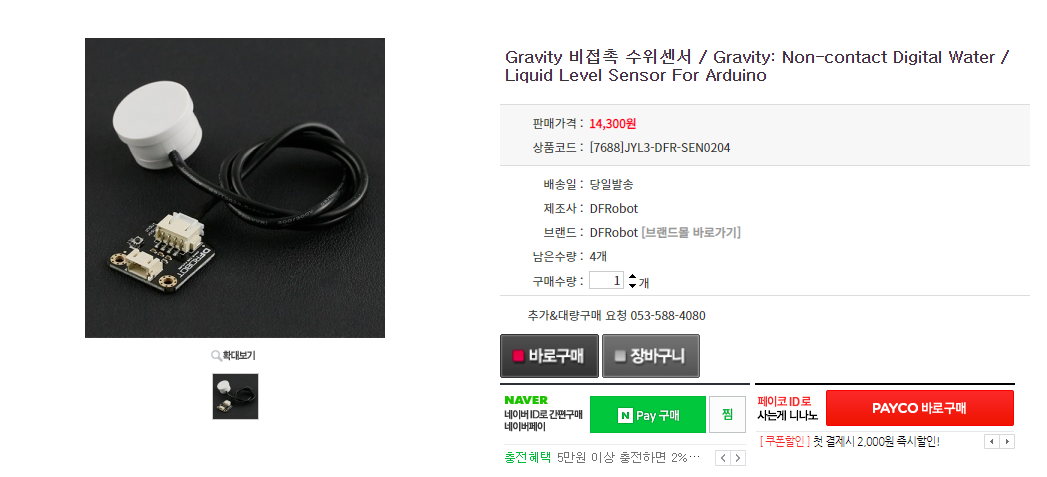 Gravity 비접촉 수위센서 / Gravity: Non-contact Digital Water /
Liquid Level Sensor For Arduino
판매가격 : 14,300원
상품코드 : [7688]JYL3-DFR-SEN0204
배송일 : 당일발송
제조사 : DFRobot
브랜드 : DFRobot [브랜드몰 바로가기]
남은수량 : 4개
구매수량 : 1 개
추가&대량구매 요청 053-588-4080
바로구매 장바구니
확대보기
NAVER
네이버 ID로 간편구매
네이버페이
N Pay 구매
찜
페이코 ID로
사는게 니나노
PAYCO 바로구매
충전혜택 5만원 이상 충전하면 2%···
[ 쿠폰할인 ] 첫 결제시 2,000원 즉시할인!
DFROBOT